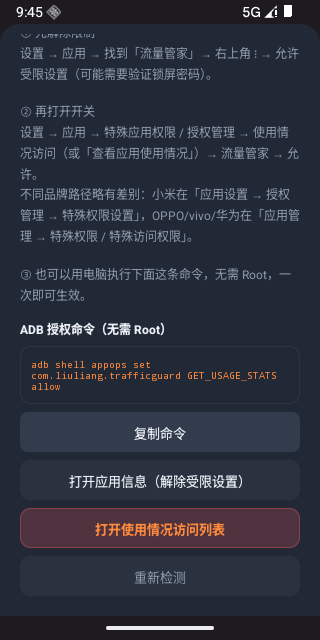 9:45
5G
① 先解除限制
设置 → 应用 → 找到「流量管家」→ 右上角 ⋮ → 允许
受限设置（可能需要验证锁屏密码）。
② 再打开开关
设置 → 应用 → 特殊应用权限 / 授权管理 → 使用情
况访问（或「查看应用使用情况」）→ 流量管家 → 允
许。
不同品牌路径略有差别：小米在「应用设置 → 授权
管理 → 特殊权限设置」，OPPO/vivo/华为在「应用管
理 → 特殊权限 / 特殊访问权限」。
③ 也可以用电脑执行下面这条命令，无需 Root，一
次即可生效。
ADB 授权命令（无需 Root）
adb shell appops set
com.liuliang.trafficguard GET_USAGE_STATS
allow
复制命令
打开应用信息（解除受限设置）
打开使用情况访问列表
重新检测